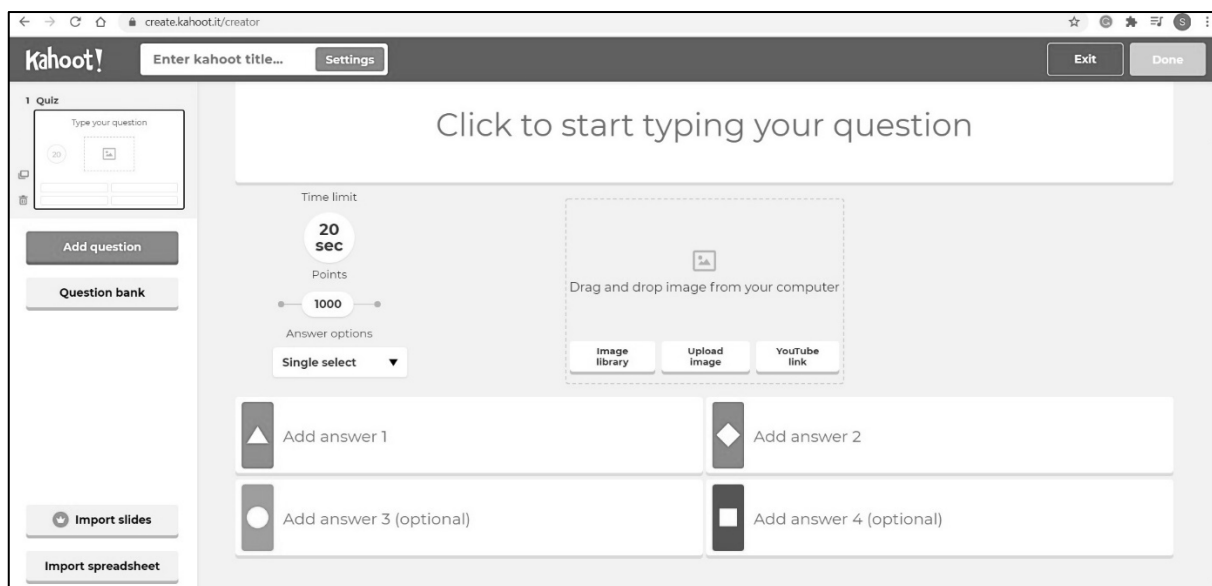 create.kahoot.it/creator
S
Kahoot!
Enter kahoot title...
Settings
Exit
Done
1 Quiz
Type your question
20
Add question
Question bank
Import slides
Import spreadsheet
Click to start typing your question
Time limit
20
sec
Points
1000
Answer options
Single select
Drag and drop image from your computer
Image
library
Upload
image
YouTube
link
Add answer 1
Add answer 2
Add answer 3 (optional)
Add answer 4 (optional)